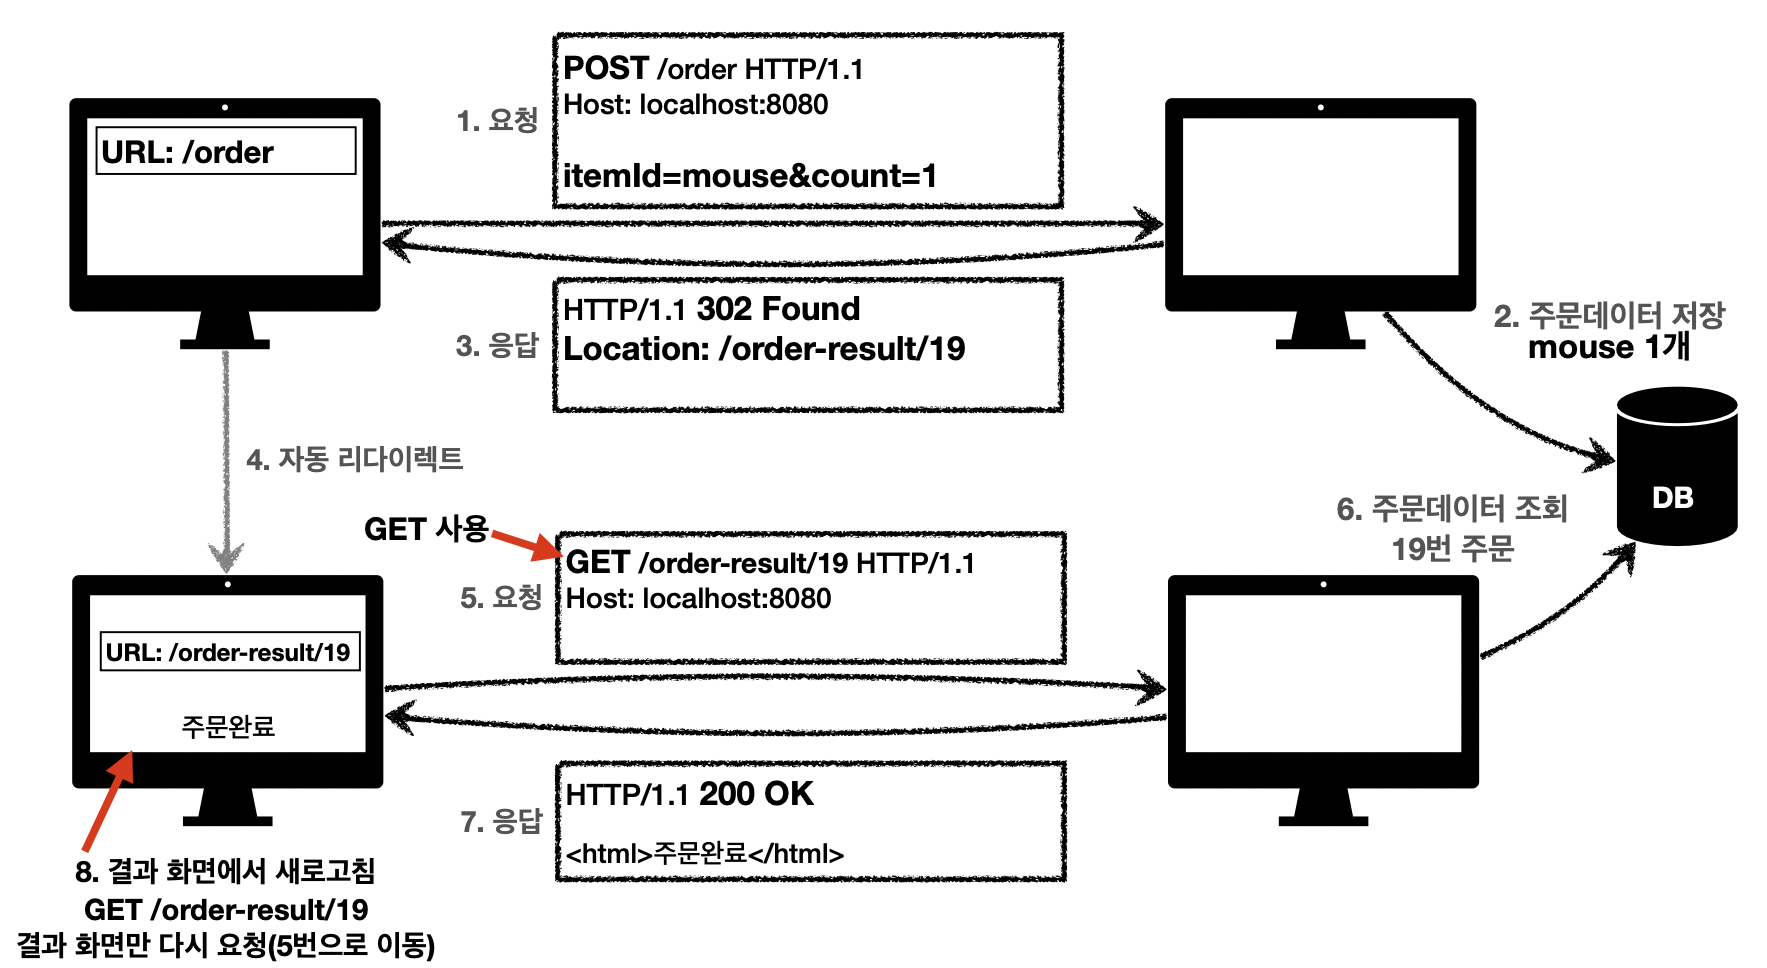 POST /order HTTP/1.1
Host: localhost:8080
1. 요청
itemId=mouse&count=1
URL: /order
HTTP/1.1 302 Found
Location: /order-result/19
3. 응답
2. 주문데이터 저장
mouse 1개
DB
4. 자동 리다이렉트
GET 사용
GET /order-result/19 HTTP/1.1
Host: localhost:8080
5. 요청
6. 주문데이터 조회
19번 주문
URL: /order-result/19
주문완료
HTTP/1.1 200 OK
7. 응답
<html>주문완료</html>
8. 결과 화면에서 새로고침
GET /order-result/19
결과 화면만 다시 요청(5번으로 이동)